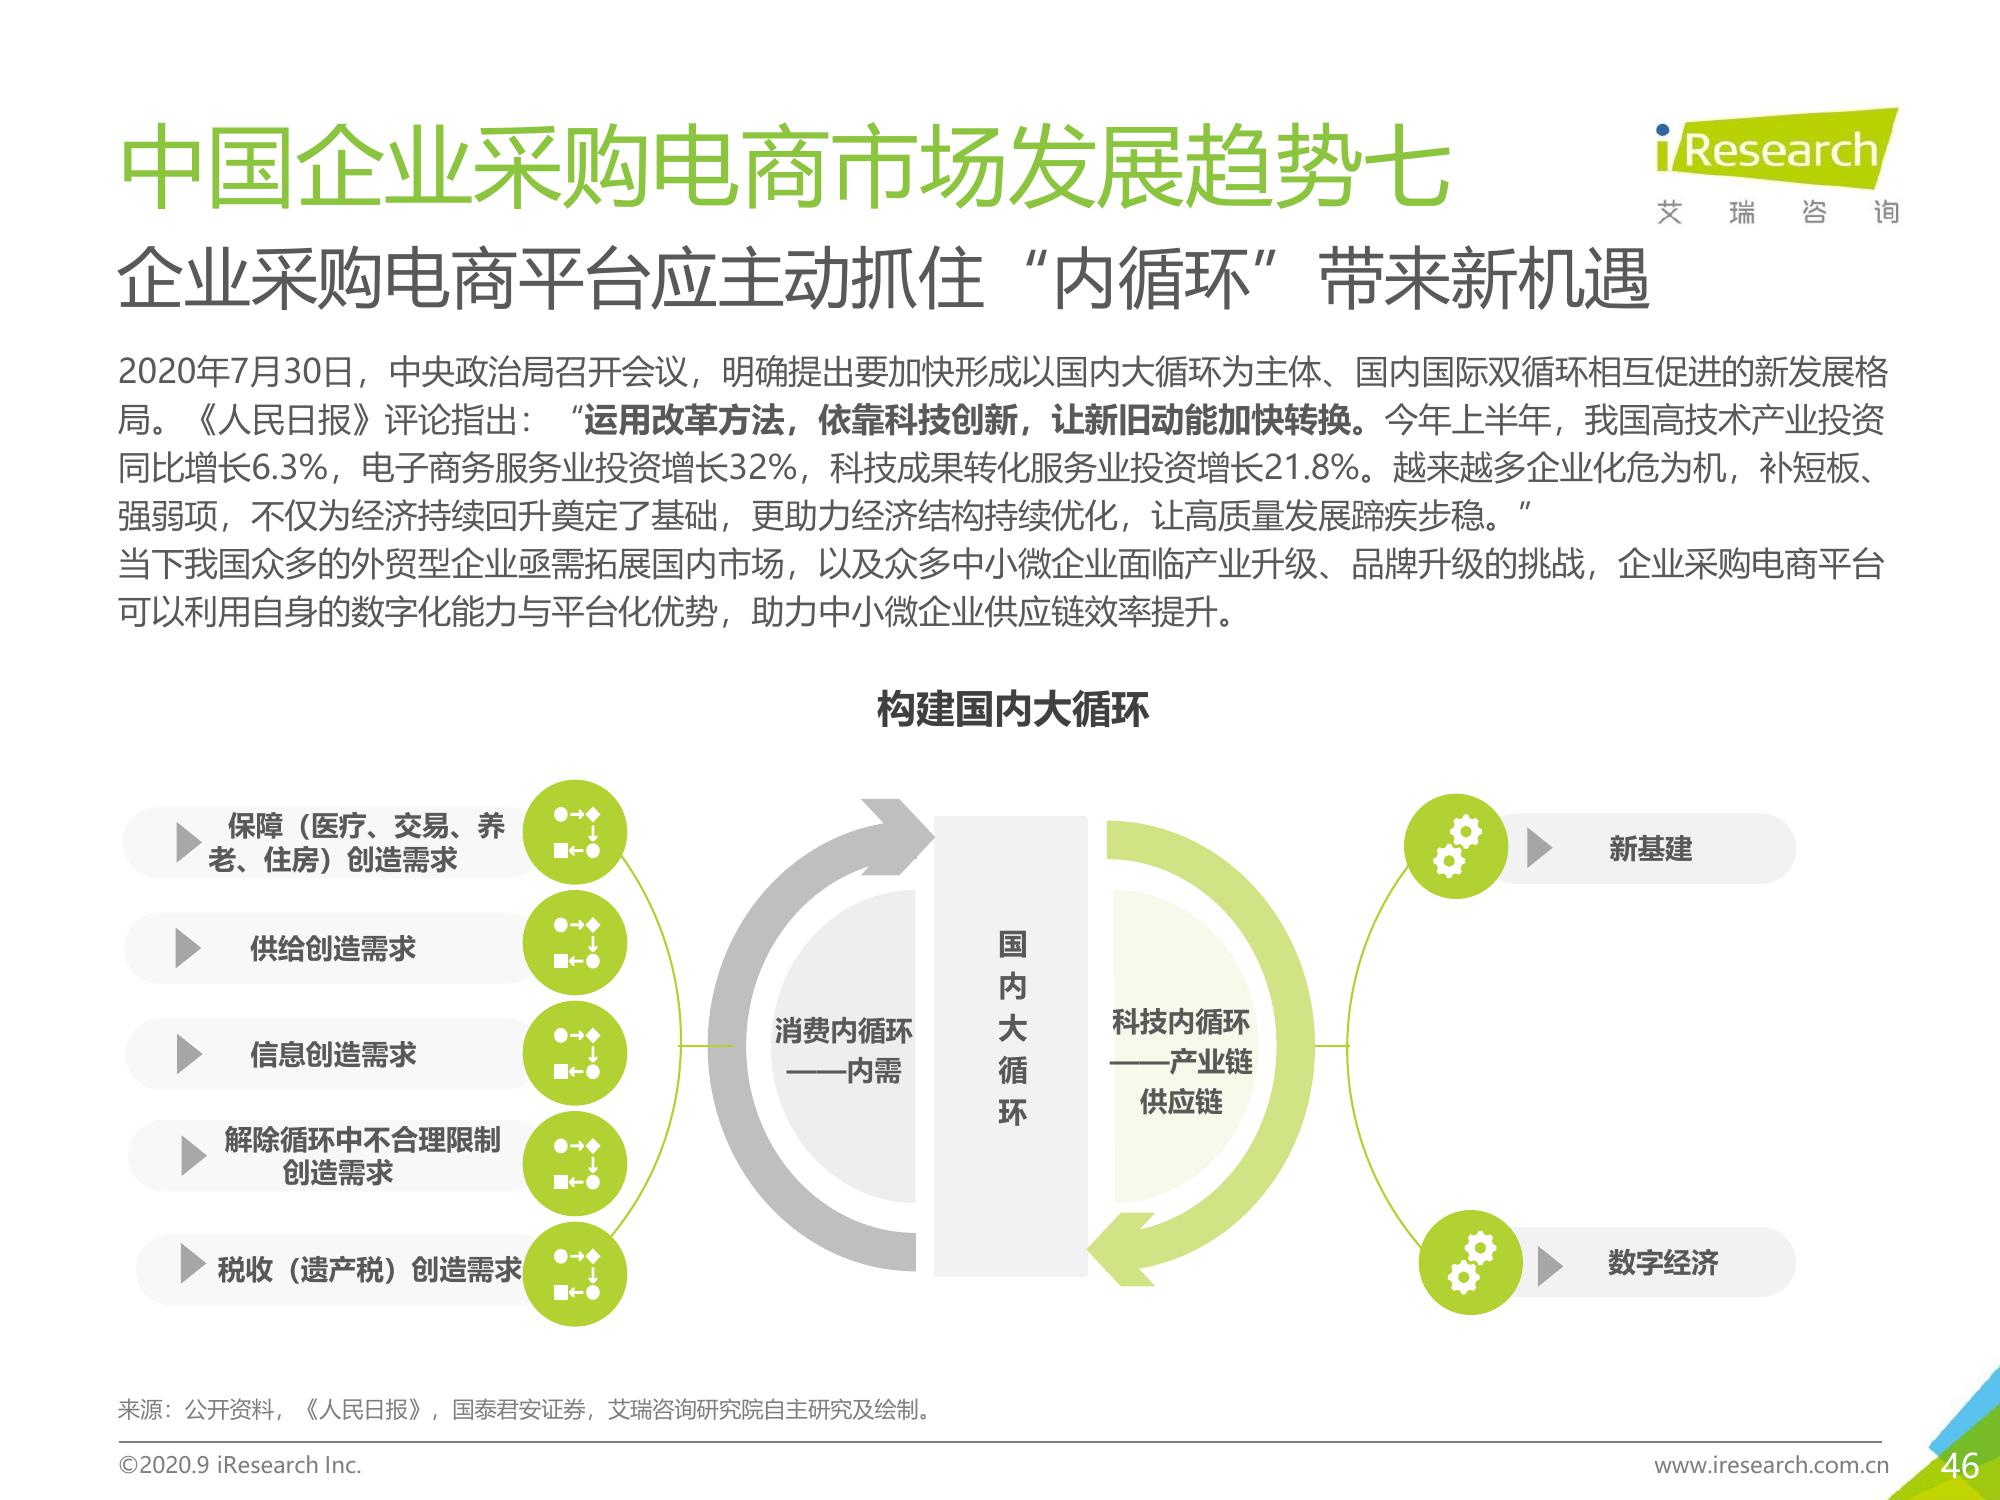 中国企业采购电商市场发展趋势七
iResearch
艾瑞咨询
企业采购电商平台应主动抓住“内循环”带来新机遇
2020年7月30日，中央政治局召开会议，明确提出要加快形成以国内大循环为主体、国内国际双循环相互促进的新发展格
局。《人民日报》评论指出：“运用改革方法，依靠科技创新，让新旧动能加快转换。今年上半年，我国高技术产业投资
同比增长6.3%，电子商务服务业投资增长32%，科技成果转化服务业投资增长21.8%。越来越多企业化危为机，补短板、
强弱项，不仅为经济持续回升奠定了基础，更助力经济结构持续优化，让高质量发展蹄疾步稳。”
当下我国众多的外贸型企业亟需拓展国内市场，以及众多中小微企业面临产业升级、品牌升级的挑战，企业采购电商平台
可以利用自身的数字化能力与平台化优势，助力中小微企业供应链效率提升。
构建国内大循环
保障（医疗、交易、养
老、住房）创造需求
供给创造需求
信息创造需求
解除循环中不合理限制
创造需求
税收（遗产税）创造需求
消费内循环
——内需
国
内
大
循
环
科技内循环
——产业链
供应链
新基建
数字经济
来源：公开资料，《人民日报》，国泰君安证券，艾瑞咨询研究院自主研究及绘制。
©2020.9 iResearch Inc.
www.iresearch.com.cn
46